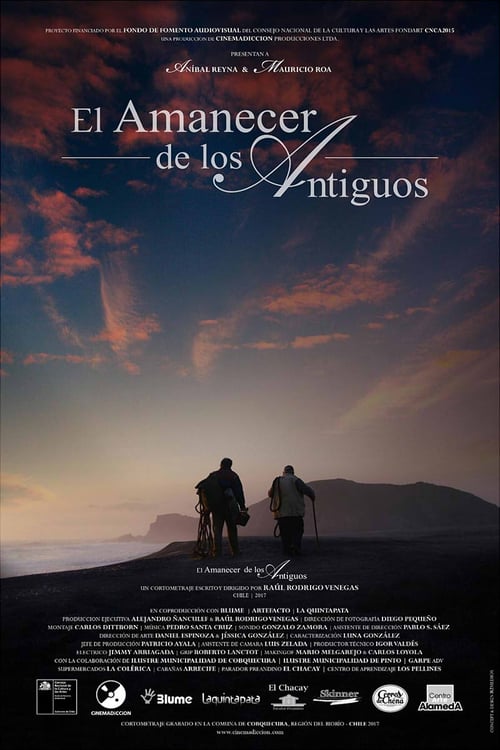 PROYECTO FINANCIADO POR EL FONDO DE FOMENTO AUDIOVISUAL DEL CONSEJO NACIONAL DE LA CULTURA Y LAS ARTES FONDART CNCA2015
UNA PRODUCCION DE CINEMADICCION PRODUCCIONES LTDA.
PRESENTAN A
ANÍBAL REYNA & MAURICIO ROA
EL AMANECER
DE LOS ANTIGUOS
EL AMANECER DE LOS ANTIGUOS
UN CORTOMETRAJE ESCRITO Y DIRIGIDO POR RAÚL RODRIGO VENEGAS
CHILE | 2017
EN COPRODUCCIÓN CON BLUME | ARTEFACTO | LA QUINTAPATA
PRODUCCION EJECUTIVA ALEJANDRO ÑANCULEF & RAÚL RODRIGO VENEGAS | DIRECCIÓN DE FOTOGRAFÍA DIEGO PEQUEÑO
MONTAJE CARLOS DITTBORN | MÚSICA PEDRO SANTA CRUZ | SONIDO GONZALO ZAMORA | ASISTENTE DE DIRECCIÓN PABLO S. SÁEZ
DIRECCIÓN DE ARTE DANIEL ESPINOZA & JÉSSICA GONZÁLEZ | CARACTERIZACIÓN LUNA GONZÁLEZ
JEFE DE PRODUCCIÓN PATRICIO AYALA | ASISTENTE DE CAMARA LUIS ZELADA | PRODUCTOR TÉCNICO IGOR VALDÉS
ELECTRICO JIMMY ARRIAGADA | GRIP ROBERTO LANCTOT | MAKINGOF MARIO MELGAREJO & CARLOS LOYOLA
CON LA COLABORACIÓN DE ILUSTRE MUNICIPALIDAD DE COBQUECURA | ILUSTRE MUNICIPALIDAD DE PINTO | GARPE ADV
SUPERMERCADOS LA COLÉRICA | CABAÑAS ARRECIFE | PARADOR PREANDINO EL CHACAY | CENTRO DE APRENDIZAJE LOS PELLINES
CINEMADICCION
Blume
Laquintapata
El Chacay
Skinner
Centro
AlamedA
CORTOMETRAJE GRABADO EN LA COMUNA DE COBQUECURA, REGIÓN DEL BIOBÍO - CHILE 2017
www.cinemadiccion.com